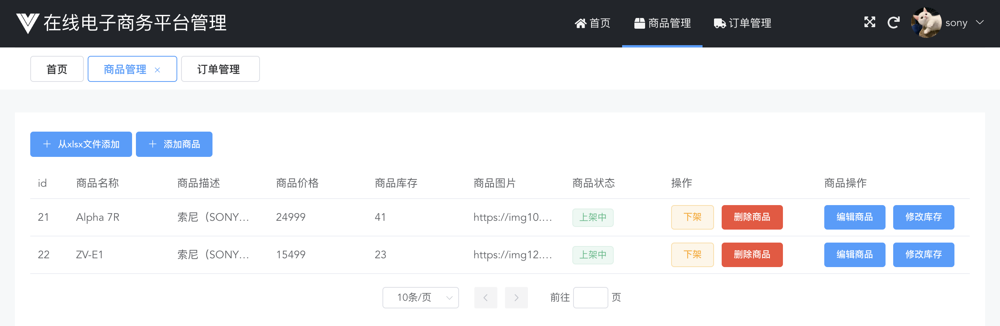 在线电子商务平台管理 首页 商品管理 订单管理 sony
首页 商品管理 × 订单管理
+ 从xlsx文件添加 + 添加商品
id 商品名称 商品描述 商品价格 商品库存 商品图片 商品状态 操作 商品操作
21 Alpha 7R 索尼（SONY... 24999 41 https://img10.... 上架中 下架 删除商品 编辑商品 修改库存
22 ZV-E1 索尼（SONY... 15499 23 https://img12.... 上架中 下架 删除商品 编辑商品 修改库存
10条/页 前往 页